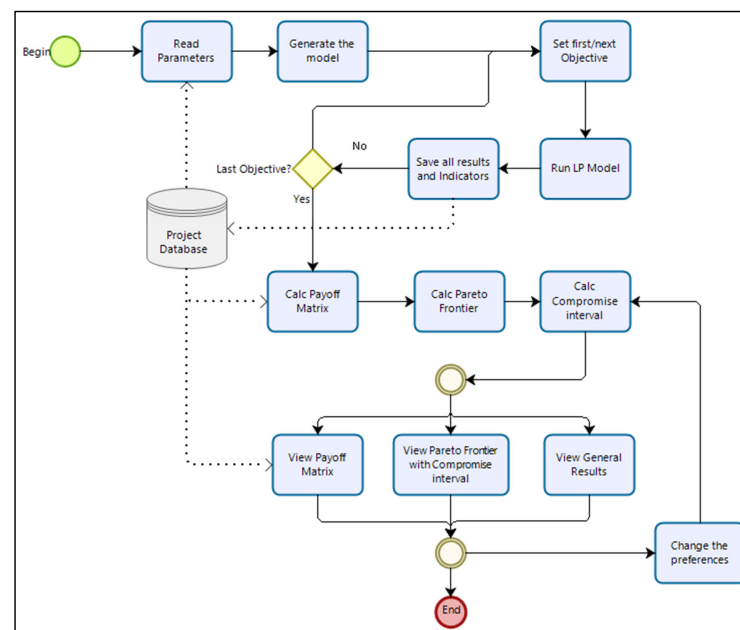 Begin
Read
Parameters
Generate the
model
Set first/next
Objective
Last Objective?
No
Save all results
and Indicators
Run LP Model
Yes
Project
Database
Calc Payoff
Matrix
Calc Pareto
Frontier
Calc
Compromise
interval
View Payoff
Matrix
View Pareto Frontier
with Compromise
interval
View General
Results
Change the
preferences
End